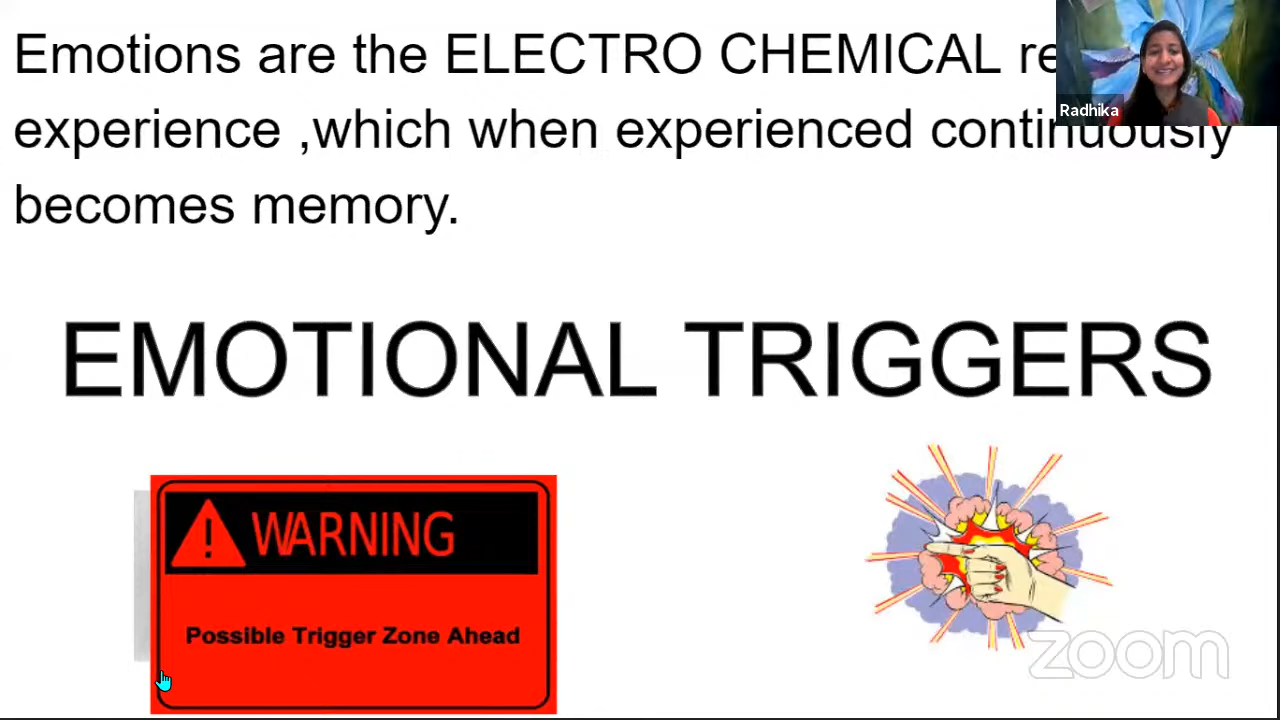 Emotions are the ELECTRO CHEMICAL
Radhika
experience ,which when experienced continuously
becomes memory.
EMOTIONAL TRIGGERS
WARNING
Possible Trigger Zone Ahead
zoom